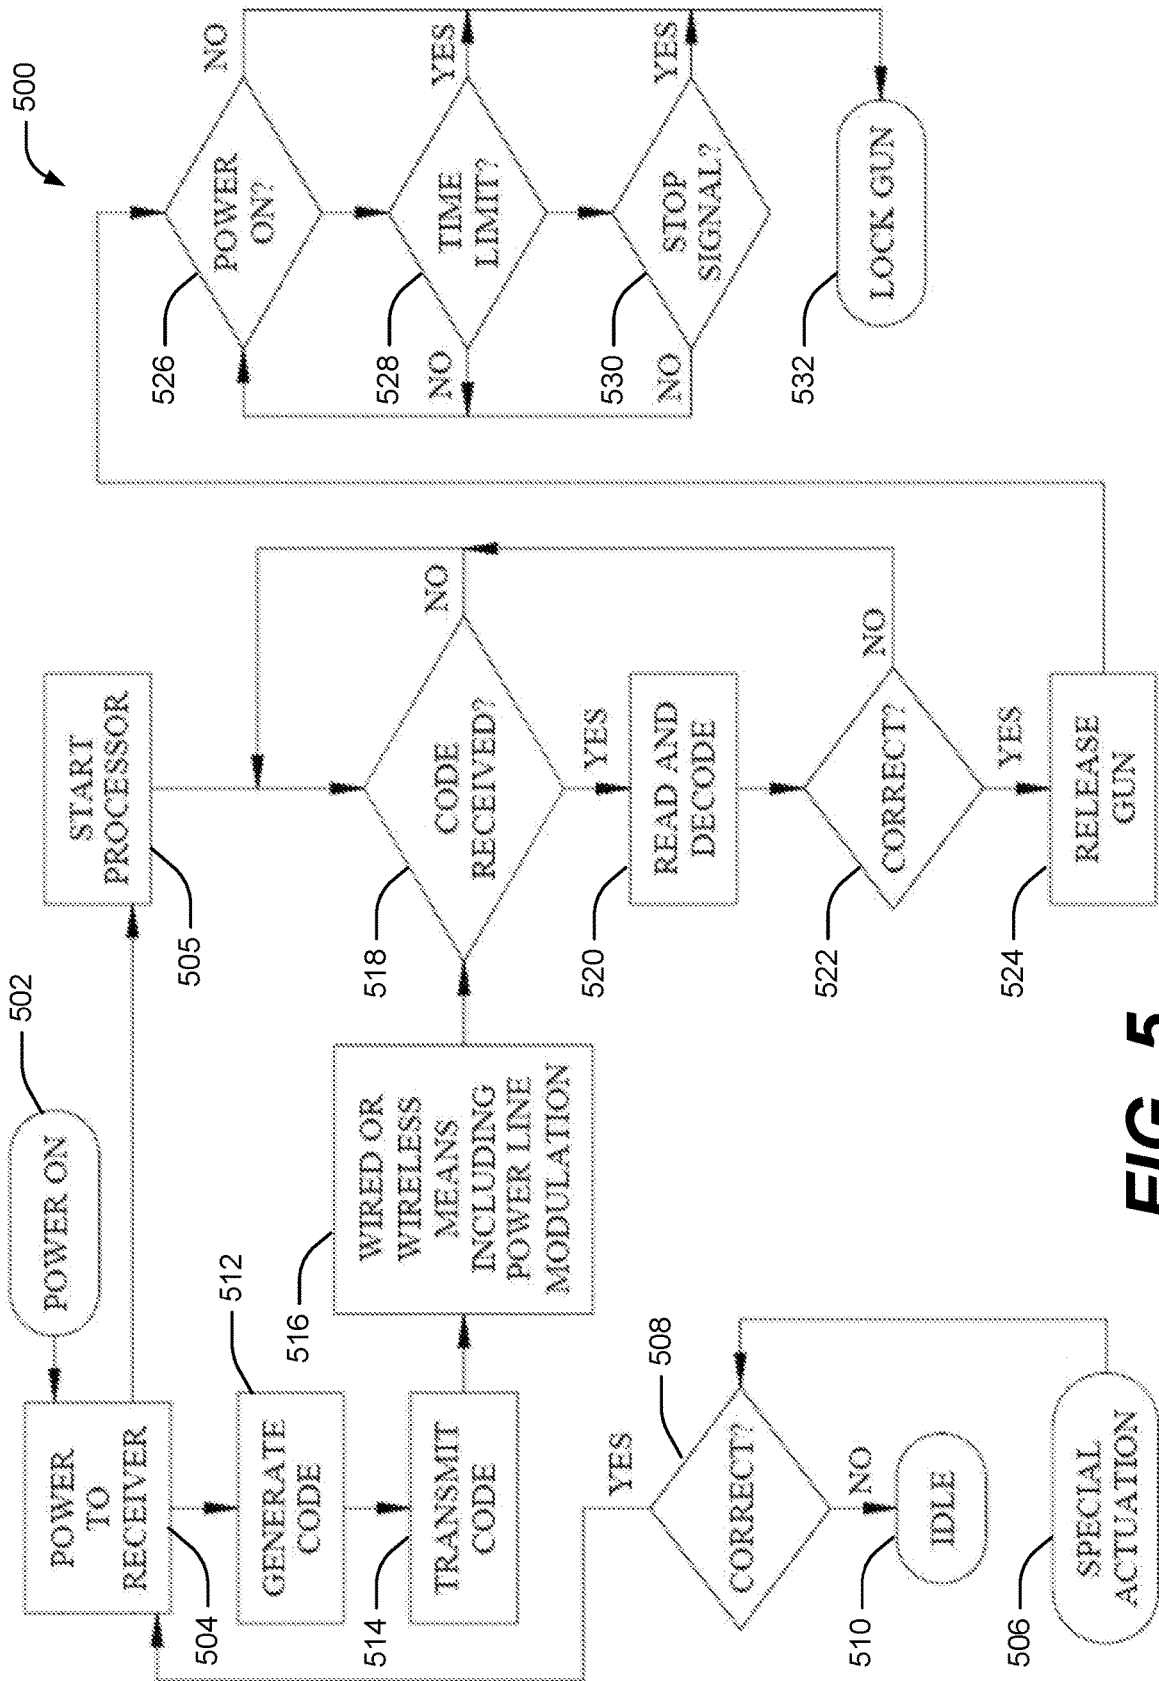 500
502
POWER ON
POWER
TO
RECEIVER
504
START
PROCESSOR
505
GENERATE
CODE
512
TRANSMIT
CODE
514
WIRED OR
WIRELESS
MEANS
INCLUDING
POWER LINE
MODULATION
516
CODE
RECEIVED?
518
NO
YES
READ AND
DECODE
520
CORRECT?
522
NO
YES
RELEASE
GUN
524
SPECIAL
ACTUATION
506
CORRECT?
508
YES
NO
IDLE
510
POWER
ON?
526
NO
TIME
LIMIT?
528
YES
NO
STOP
SIGNAL?
530
YES
NO
LOCK GUN
532
FIG. 5